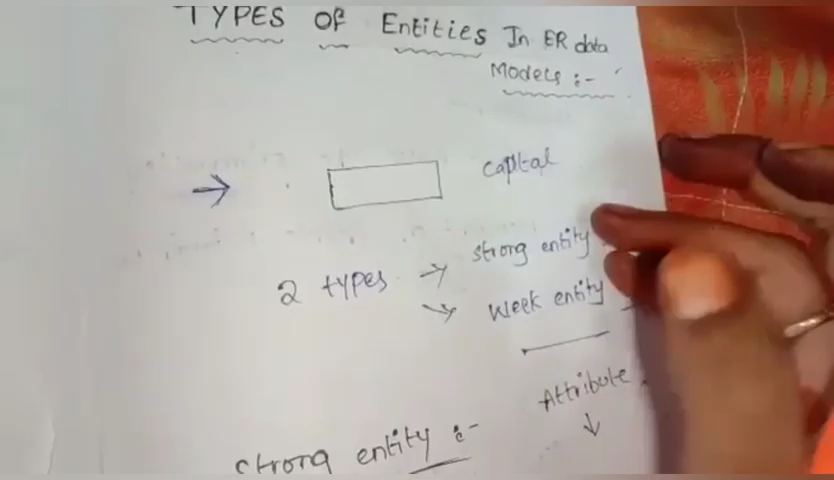 TYPES OF Entities In ER data
Models :-
→ capital
2 types → strong entity
↘ week entity
Attribute
↓
strong entity :-